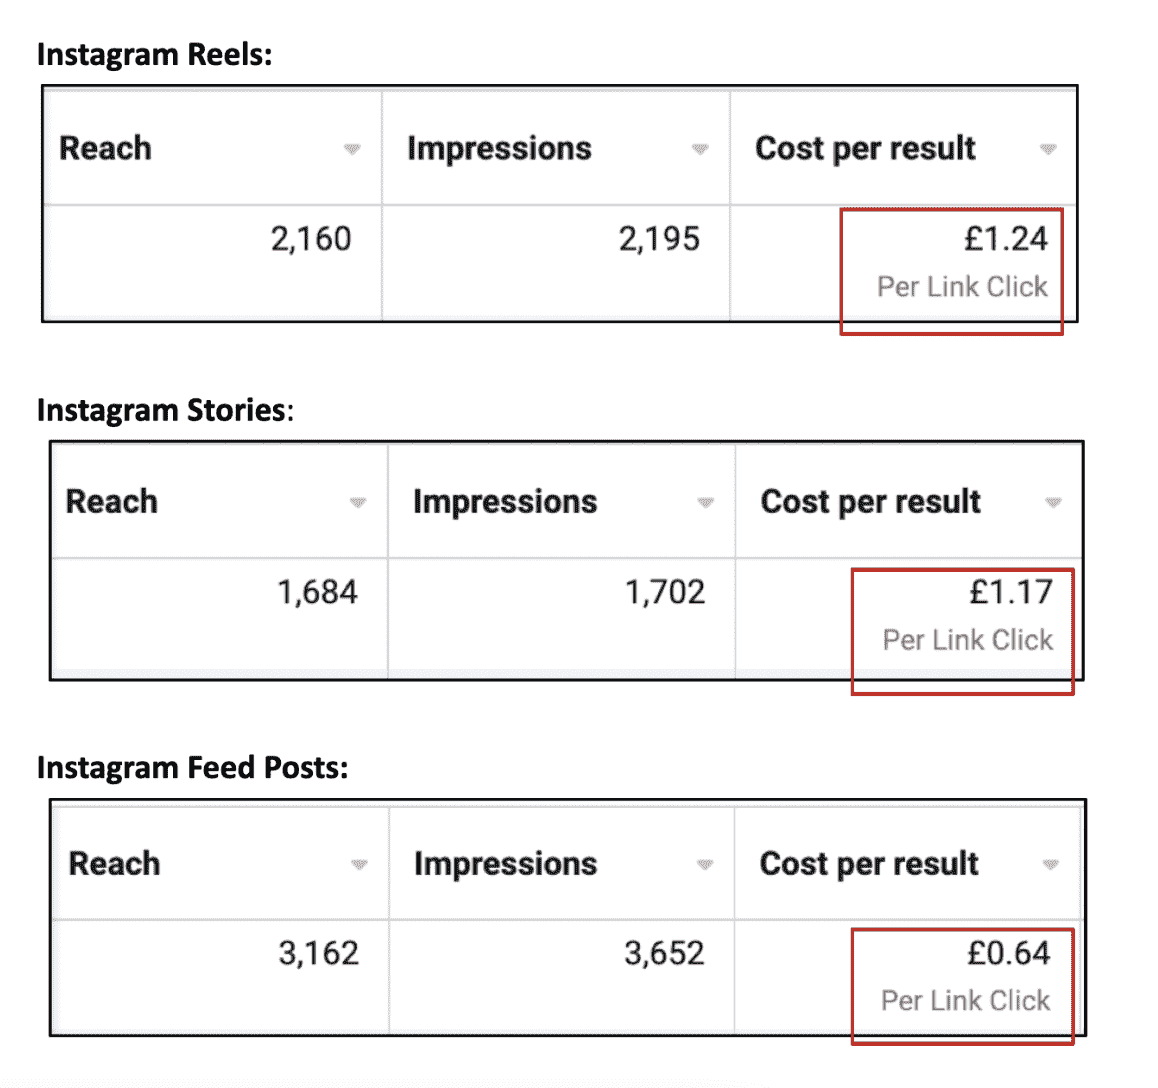 Instagram Reels:
Reach Impressions Cost per result
2,160 2,195 £1.24
Per Link Click
Instagram Stories:
Reach Impressions Cost per result
1,684 1,702 £1.17
Per Link Click
Instagram Feed Posts:
Reach Impressions Cost per result
3,162 3,652 £0.64
Per Link Click